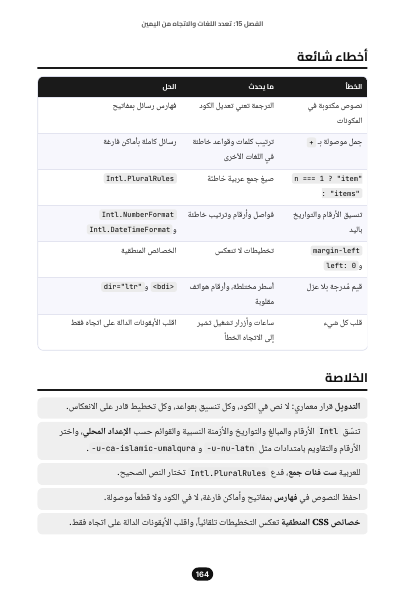 الفصل 15: تعدد اللغات والاتجاه من اليمين
أخطاء شائعة
الخطأ ما يحدث الحل
نصوص مكتوبة في المكونات الترجمة تعني تعديل الكود فهارس رسائل بمفاتيح
جمل موصولة بـ + ترتيب كلمات وقواعد خاطئة في اللغات الأخرى رسائل كاملة بأماكن فارغة
n === 1 ? "item" : "items" صيغ جمع عربية خاطئة Intl.PluralRules
تنسيق الأرقام والتواريخ باليد فواصل وأرقام وترتيب خاطئة Intl.NumberFormat و Intl.DateTimeFormat
margin-left و left: 0 تخطيطات لا تنعكس الخصائص المنطقية
قيم مُدرجة بلا عزل أسطر مختلطة، وأرقام هواتف مقلوبة <bdi> و dir="ltr"
قلب كل شيء ساعات وأزرار تشغيل تشير إلى الاتجاه الخطأ اقلب الأيقونات الدالة على اتجاه فقط
الخلاصة
التدويل قرار معماري: لا نص في الكود، وكل تنسيق بقواعد، وكل تخطيط قادر على الانعكاس.
تنسّق Intl الأرقام والمبالغ والتواريخ والأزمنة النسبية والقوائم حسب الإعداد المحلي، واختر
الأرقام والتقاويم بامتدادات مثل -u-nu-latn و -u-ca-islamic-umalqura.
للعربية ست فئات جمع، فدع Intl.PluralRules تختار النص الصحيح.
احفظ النصوص في فهارس بمفاتيح وأماكن فارغة، لا في الكود ولا قطعاً موصولة.
خصائص CSS المنطقية تعكس التخطيطات تلقائياً، واقلب الأيقونات الدالة على اتجاه فقط.
164